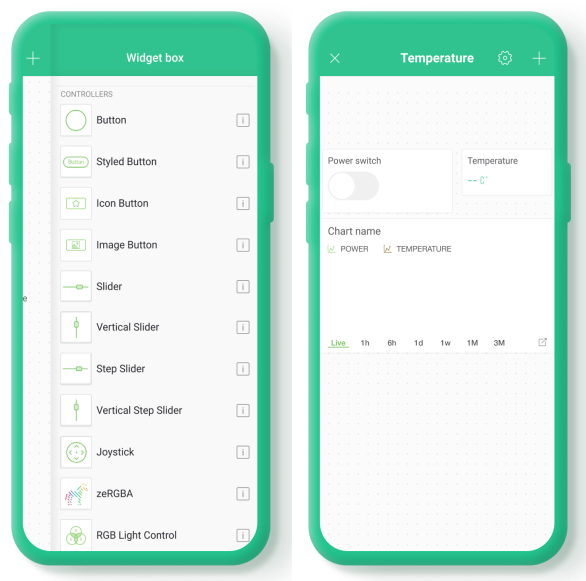 Widget box
CONTROLLERS
Button
Button
Styled Button
Icon Button
Image Button
Slider
e
Vertical Slider
Step Slider
Vertical Step Slider
Joystick
zeRGBA
RGB Light Control
Temperature
Power switch
Temperature
-- C°
Chart name
POWER TEMPERATURE
Live 1h 6h 1d 1w 1M 3M